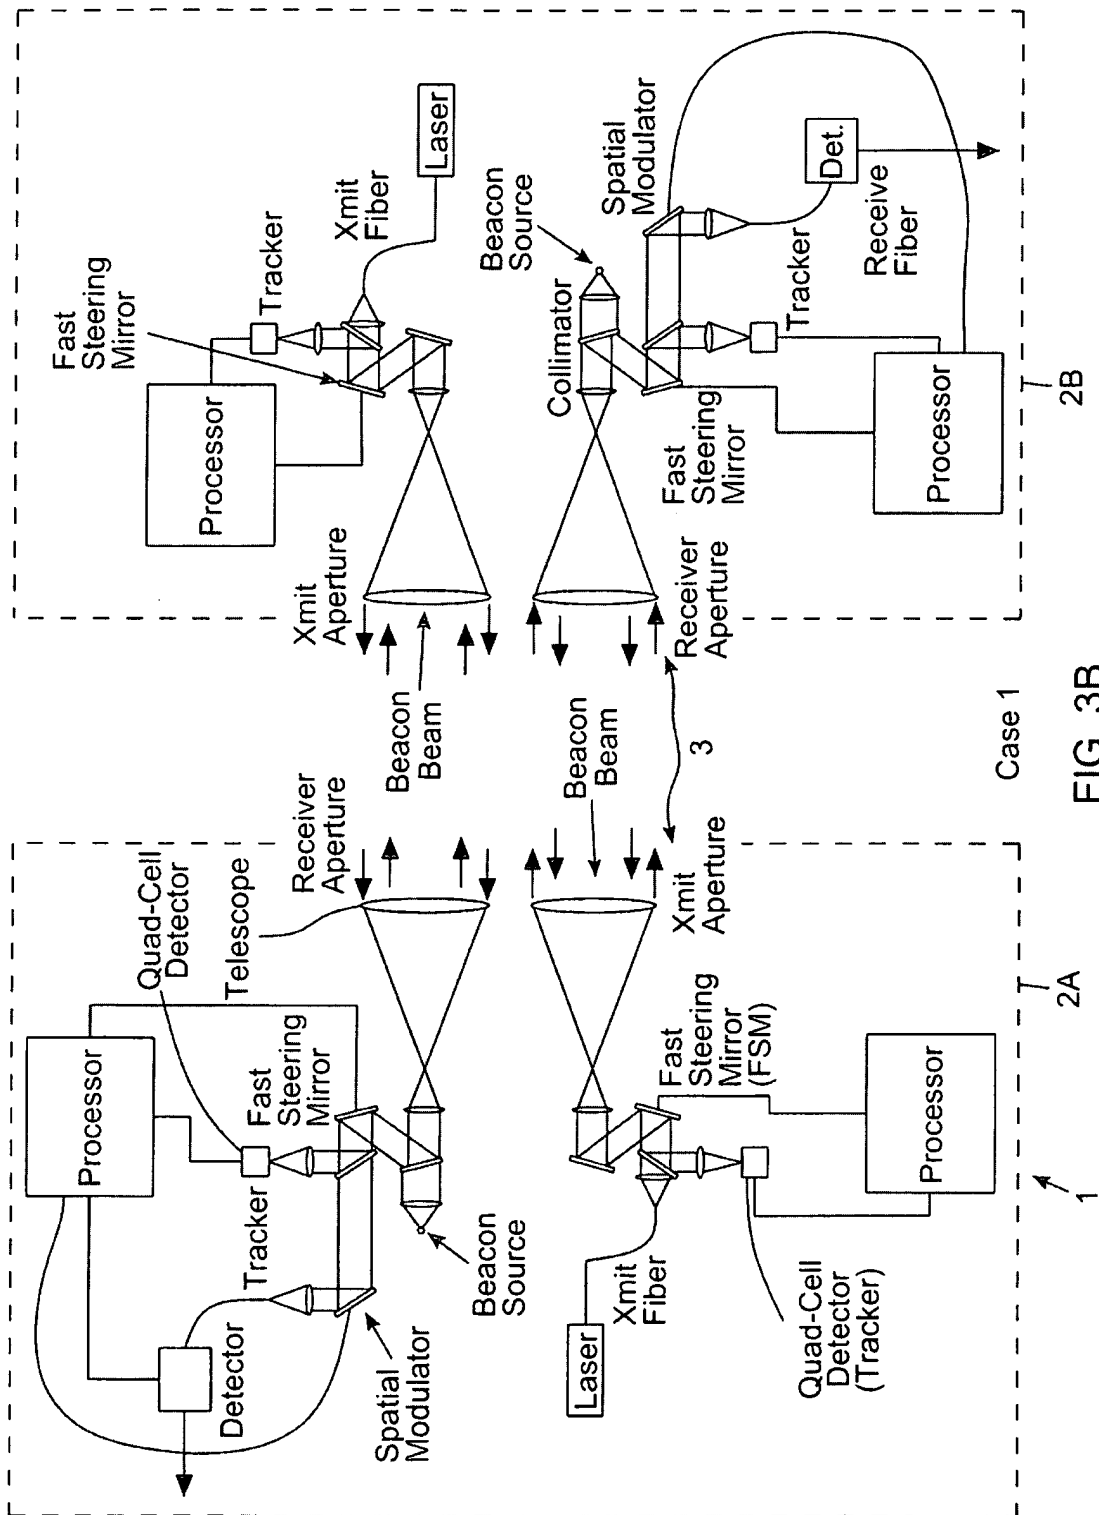 Processor
Quad-Cell
Detector
Telescope
Receiver
Aperture
Fast
Steering
Mirror
Tracker
Detector
Spatial
Modulator
Beacon
Source
Beacon
Beam
Xmit
Aperture
Fast
Steering
Mirror
(FSM)
Laser
Xmit
Fiber
Quad-Cell
Detector
(Tracker)
Processor
1
2A
3
Fast
Steering
Mirror
Tracker
Xmit
Fiber
Laser
Processor
Xmit
Aperture
Beacon
Beam
Beacon
Source
Collimator
Spatial
Modulator
Tracker
Det.
Receive
Fiber
Fast
Steering
Mirror
Receiver
Aperture
Processor
2B
Case 1
FIG. 3B